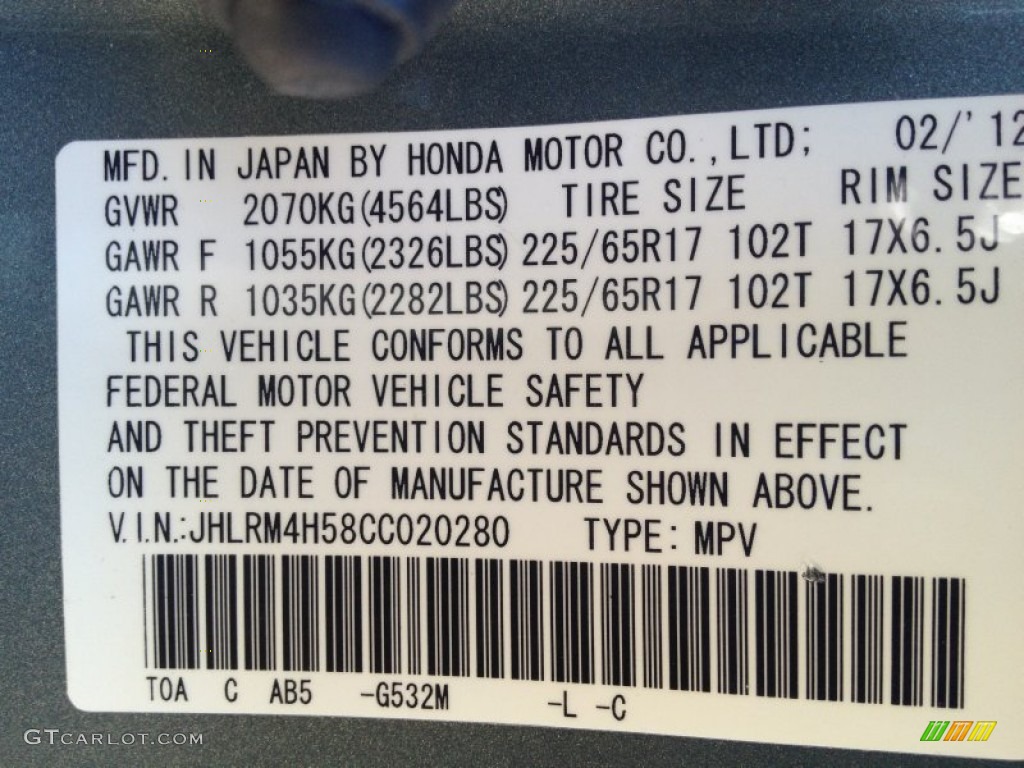 MFD. IN JAPAN BY HONDA MOTOR CO., LTD; 02/'12
GVWR 2070KG(4564LBS) TIRE SIZE RIM SIZE
GAWR F 1055KG(2326LBS) 225/65R17 102T 17X6.5J
GAWR R 1035KG(2282LBS) 225/65R17 102T 17X6.5J
THIS VEHICLE CONFORMS TO ALL APPLICABLE
FEDERAL MOTOR VEHICLE SAFETY
AND THEFT PREVENTION STANDARDS IN EFFECT
ON THE DATE OF MANUFACTURE SHOWN ABOVE.
V.I.N.:JHLRM4H58CC020280 TYPE: MPV
TOA C AB5 -G532M -L -C
GTCARLOT.COM